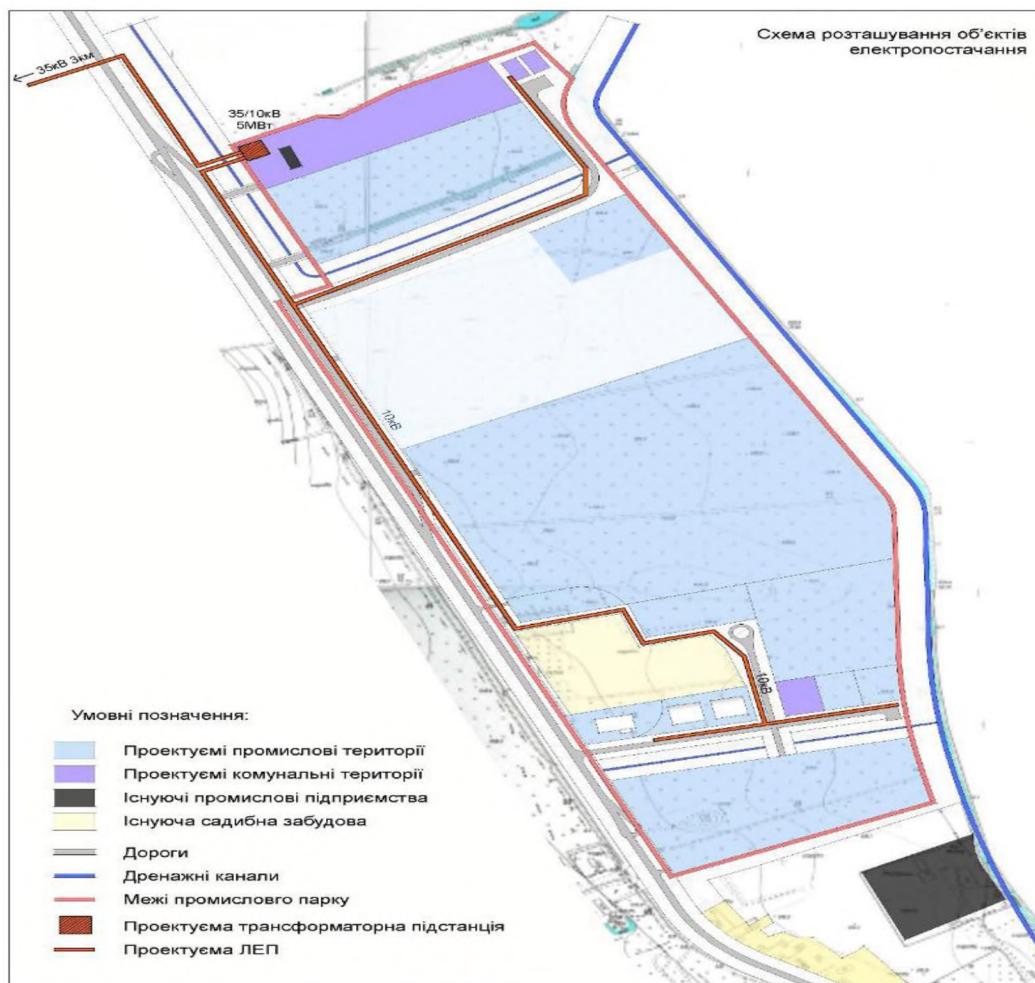 Схема розташування об'єктів
електропостачання
35кВ 3км
35/10кВ
5МВт
10кВ
10кВ
Умовні позначення:
Проектуємі промислові території
Проектуємі комунальні території
Існуючі промислові підприємства
Існуюча садибна забудова
Дороги
Дренажні канали
Межі промислвго парку
Проектуєма трансформаторна підстанція
Проектуєма ЛЕП